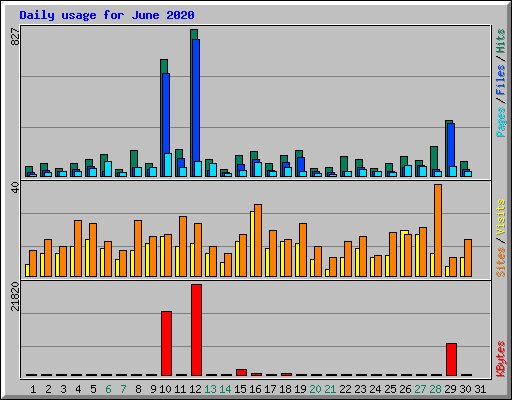 Daily usage for June 2020
827
Pages / Files / Hits
40
Sites / Visits
21820
KBytes
1 2 3 4 5 6 7 8 9 10 11 12 13 14 15 16 17 18 19 20 21 22 23 24 25 26 27 28 29 30 31